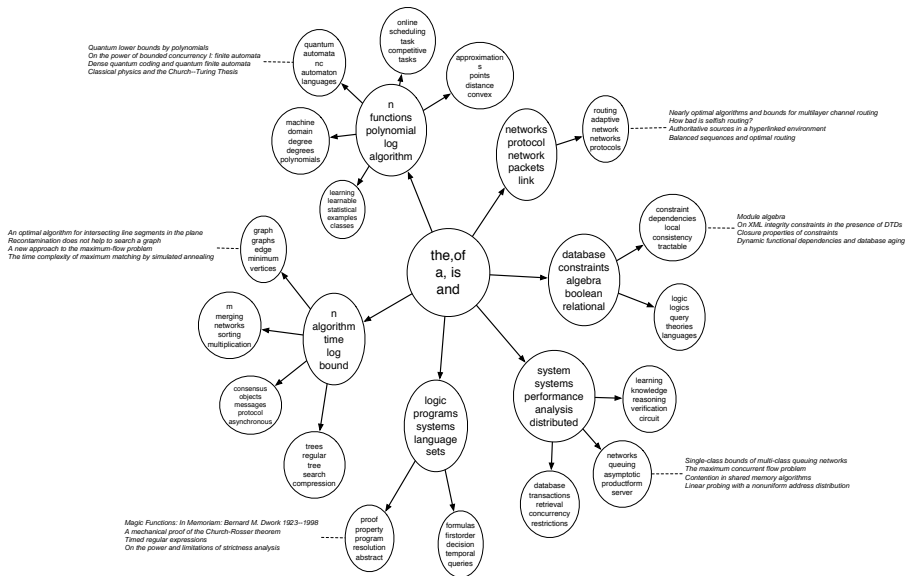 online
scheduling
task
competitive
tasks
quantum
automata
nc
automaton
languages
Quantum lower bounds by polynomials
On the power of bounded concurrency I: finite automata
Dense quantum coding and quantum finite automata
Classical physics and the Church--Turing Thesis
approximation
s
points
distance
convex
n
functions
polynomial
log
algorithm
machine
domain
degree
degrees
polynomials
learning
learnable
statistical
examples
classes
networks
protocol
network
packets
link
routing
adaptive
network
networks
protocols
Nearly optimal algorithms and bounds for multilayer channel routing
How bad is selfish routing?
Authoritative sources in a hyperlinked environment
Balanced sequences and optimal routing
An optimal algorithm for intersecting line segments in the plane
Recontamination does not help to search a graph
A new approach to the maximum-flow problem
The time complexity of maximum matching by simulated annealing
graph
graphs
edge
minimum
vertices
the,of
a, is
and
database
constraints
algebra
boolean
relational
constraint
dependencies
local
consistency
tractable
Module algebra
On XML integrity constraints in the presence of DTDs
Closure properties of constraints
Dynamic functional dependencies and database aging
logic
logics
query
theories
languages
m
merging
networks
sorting
multiplication
n
algorithm
time
log
bound
consensus
objects
messages
protocol
asynchronous
trees
regular
tree
search
compression
logic
programs
systems
language
sets
system
systems
performance
analysis
distributed
learning
knowledge
reasoning
verification
circuit
networks
queuing
asymptotic
productform
server
Single-class bounds of multi-class queuing networks
The maximum concurrent flow problem
Contention in shared memory algorithms
Linear probing with a nonuniform address distribution
database
transactions
retrieval
concurrency
restrictions
Magic Functions: In Memoriam: Bernard M. Dwork 1923--1998
A mechanical proof of the Church-Rosser theorem
Timed regular expressions
On the power and limitations of strictness analysis
proof
property
program
resolution
abstract
formulas
firstorder
decision
temporal
queries